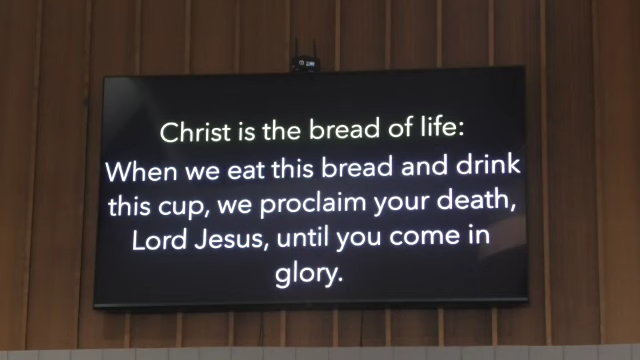 Christ is the bread of life:
When we eat this bread and drink
this cup, we proclaim your death,
Lord Jesus, until you come in
glory.